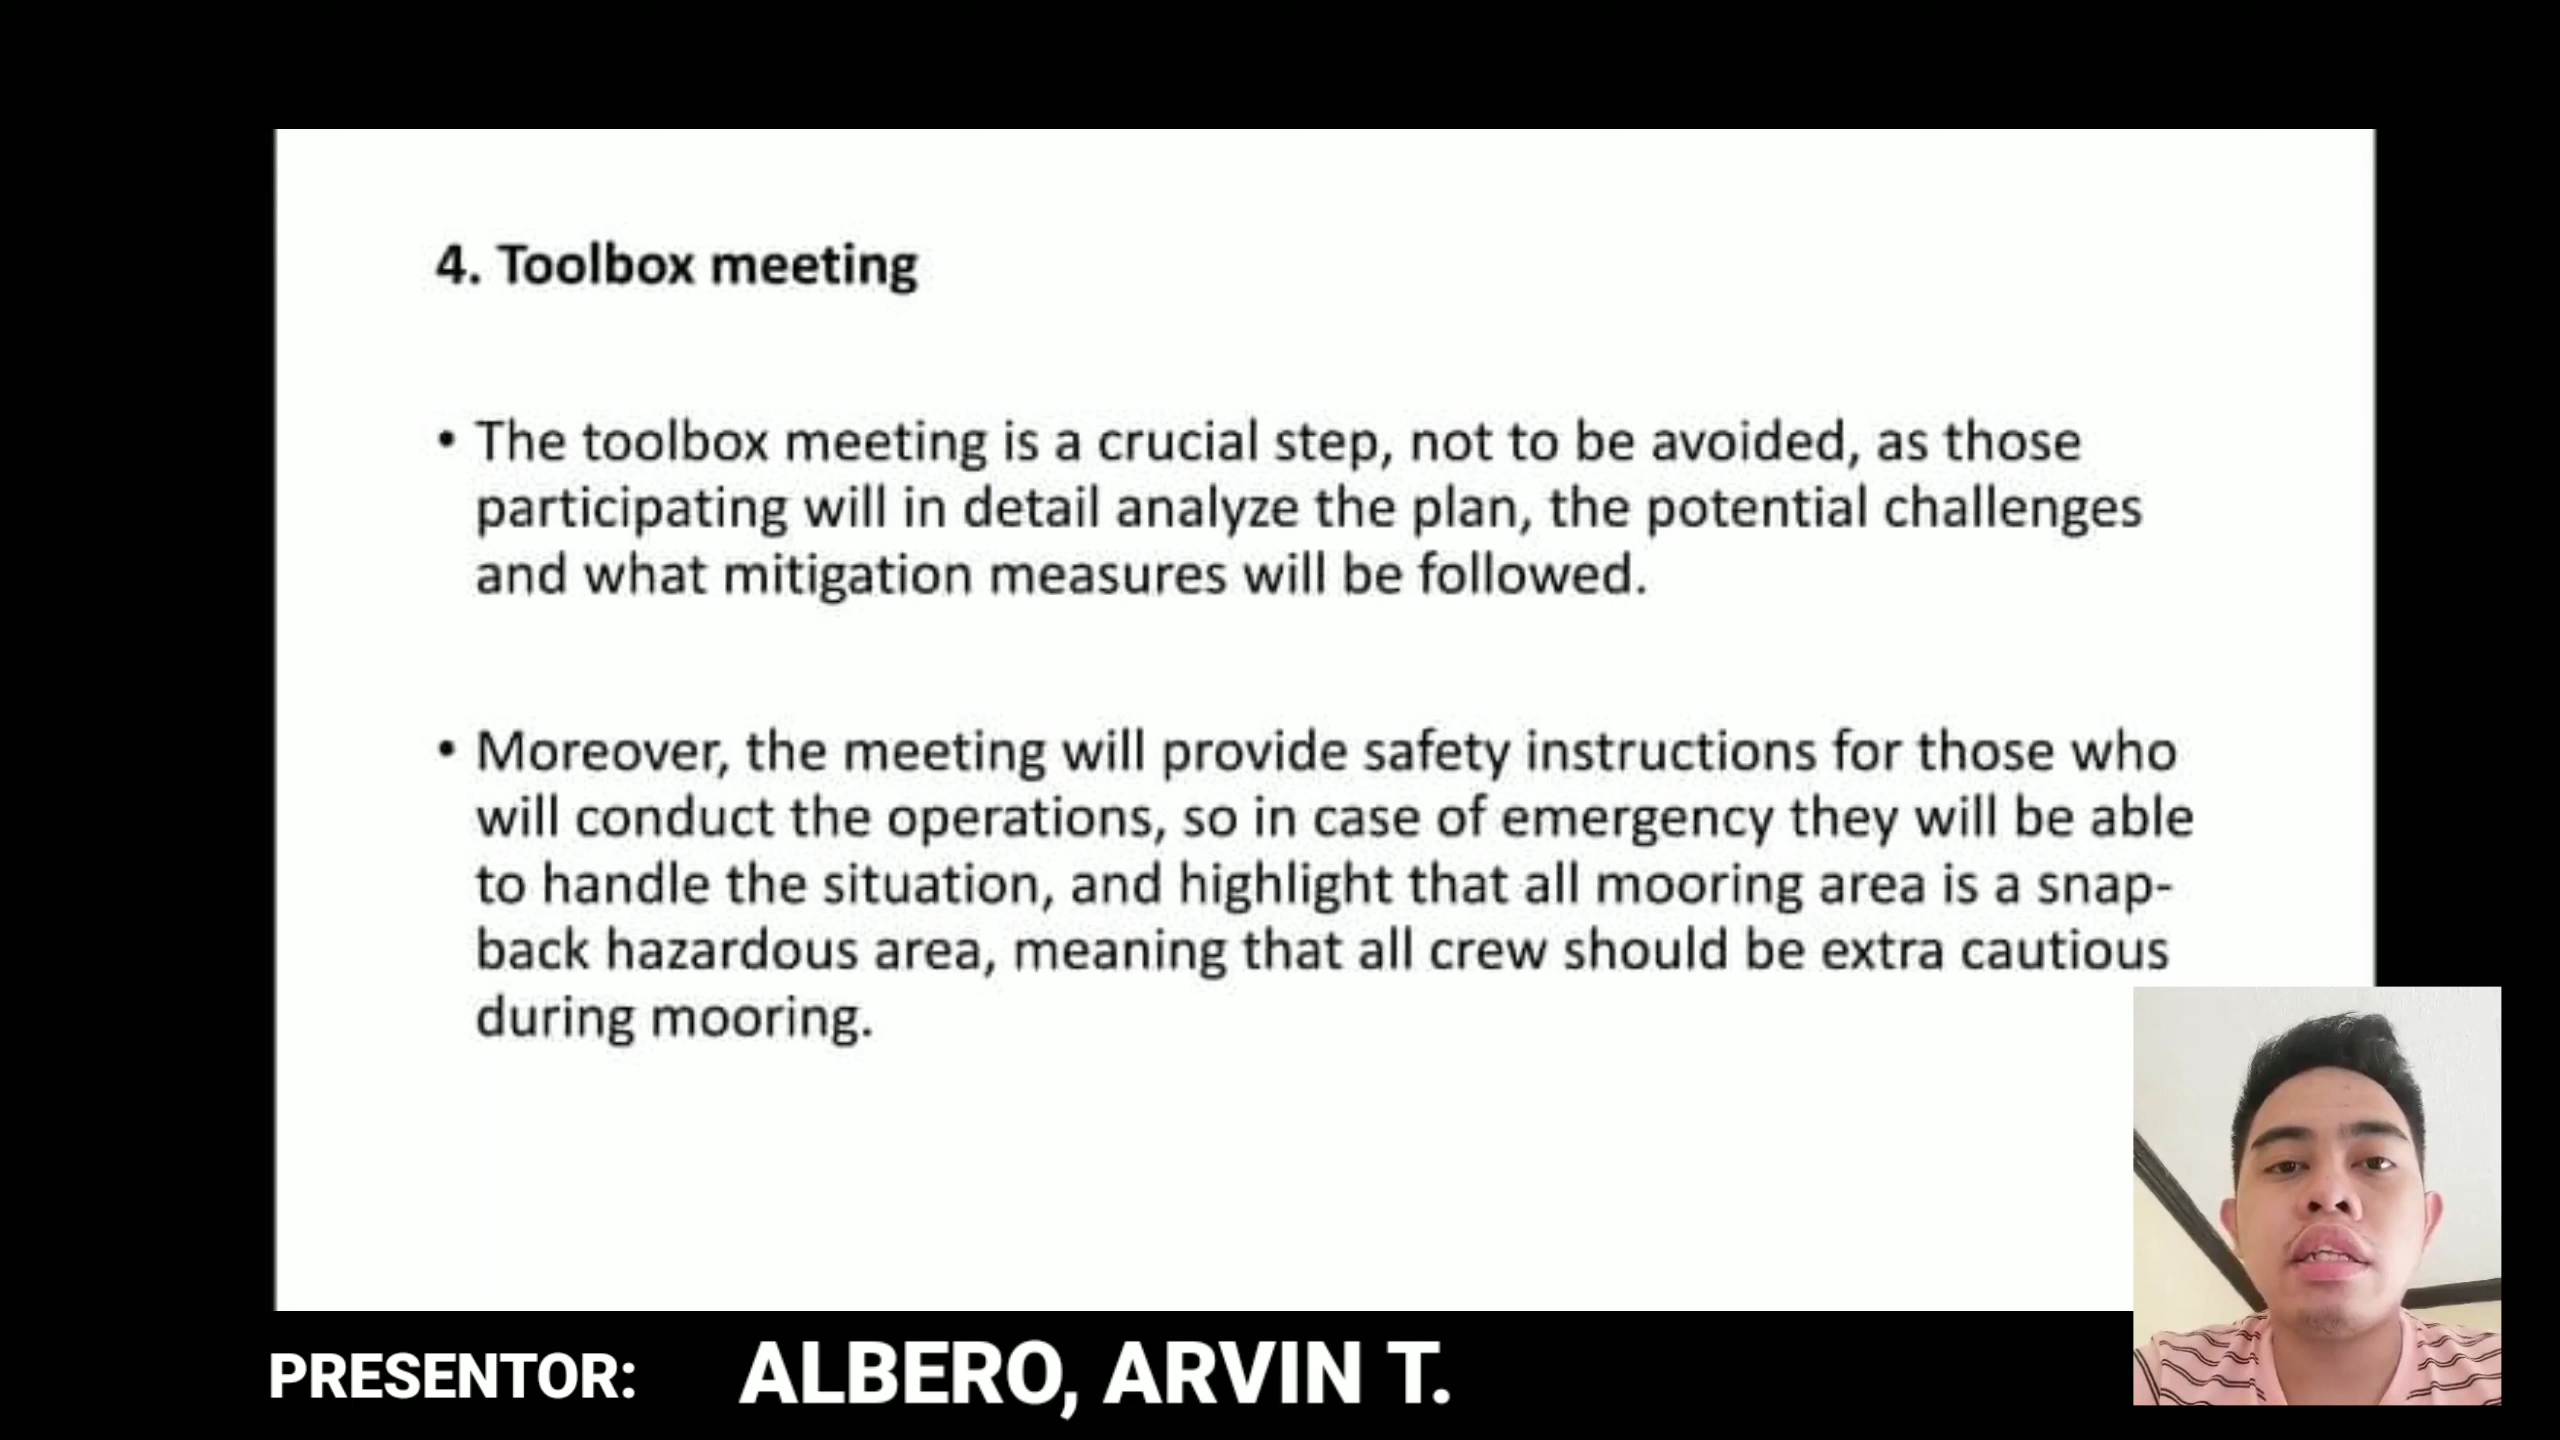 4. Toolbox meeting
• The toolbox meeting is a crucial step, not to be avoided, as those
participating will in detail analyze the plan, the potential challenges
and what mitigation measures will be followed.
• Moreover, the meeting will provide safety instructions for those who
will conduct the operations, so in case of emergency they will be able
to handle the situation, and highlight that all mooring area is a snap-
back hazardous area, meaning that all crew should be extra cautious
during mooring.
PRESENTOR: ALBERO, ARVIN T.